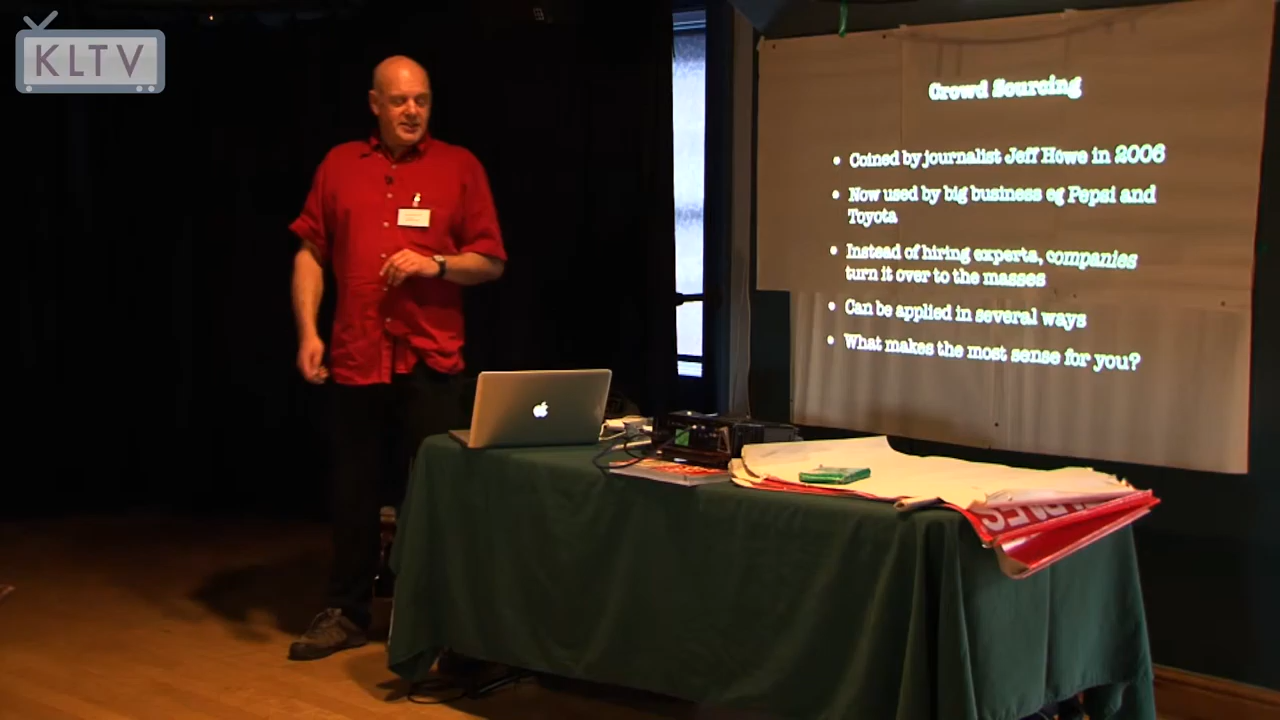 KLTV
Crowd Sourcing
• Coined by journalist Jeff Howe in 2006
• Now used by big business eg Pepsi and
Toyota
• Instead of hiring experts, companies
turn it over to the masses
• Can be applied in several ways
• What makes the most sense for you?